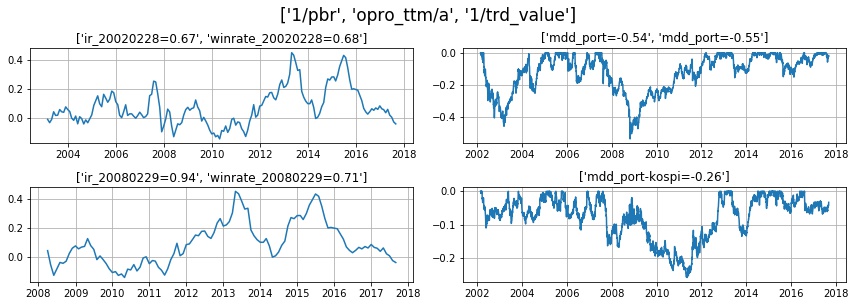 ['1/pbr', 'opro_ttm/a', '1/trd_value']
['ir_20020228=0.67', 'winrate_20020228=0.68']
0.4
0.2
0.0
2004 2006 2008 2010 2012 2014 2016 2018
['mdd_port=-0.54', 'mdd_port=-0.55']
0.0
−0.2
−0.4
2002 2004 2006 2008 2010 2012 2014 2016 2018
['ir_20080229=0.94', 'winrate_20080229=0.71']
0.4
0.2
0.0
2008 2009 2010 2011 2012 2013 2014 2015 2016 2017 2018
['mdd_port-kospi=-0.26']
0.0
−0.1
−0.2
2002 2004 2006 2008 2010 2012 2014 2016 2018